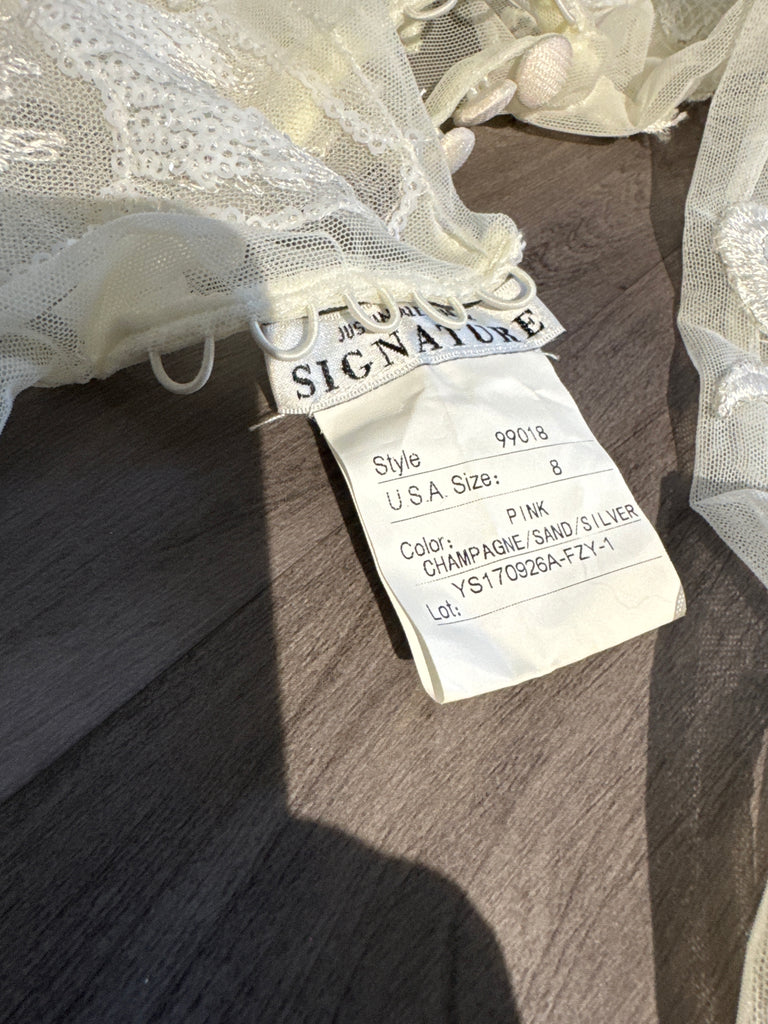 SIGNATURE
Style 99018
U.S.A. Size: 8
PINK
Color: CHAMPAGNE/SAND/SILVER
YS170926A-FZY-1
Lot: